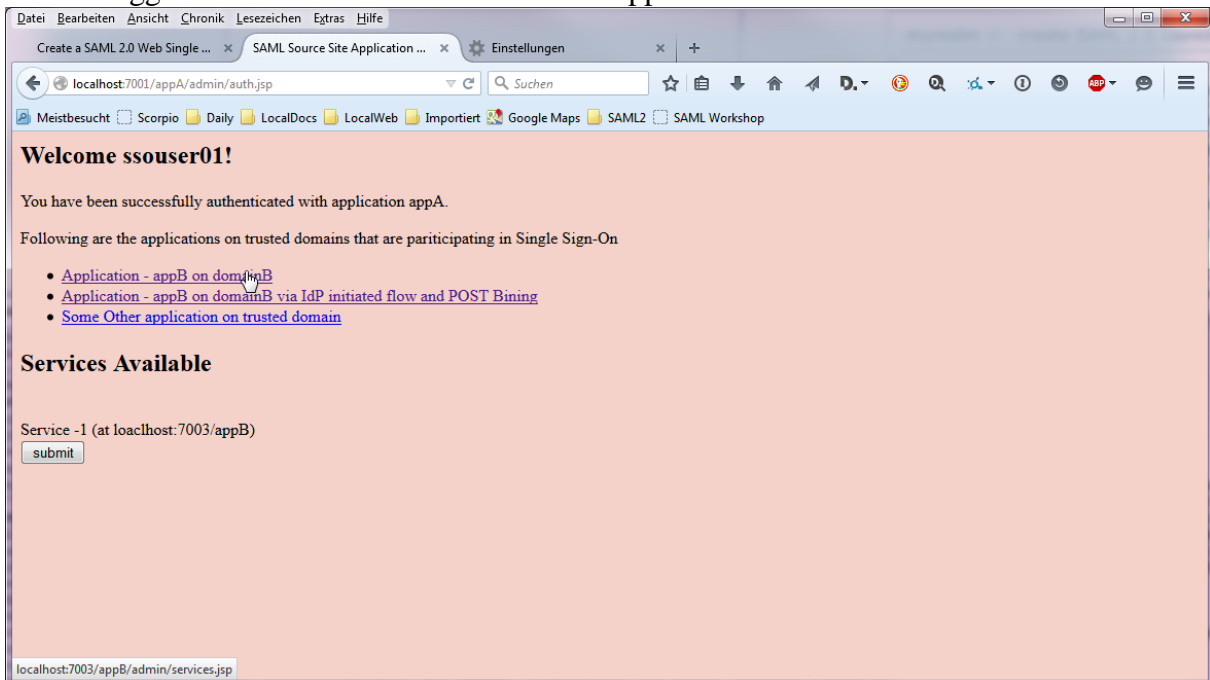 Datei Bearbeiten Ansicht Chronik Lesezeichen Extras Hilfe
Create a SAML 2.0 Web Single ... × SAML Source Site Application ... × Einstellungen × +
localhost:7001/appA/admin/auth.jsp Suchen ABP
Meistbesucht Scorpio Daily LocalDocs LocalWeb Importiert Google Maps SAML2 SAML Workshop
Welcome ssouser01!
You have been successfully authenticated with application appA.
Following are the applications on trusted domains that are pariticipating in Single Sign-On
• Application - appB on domainB
• Application - appB on domainB via IdP initiated flow and POST Bining
• Some Other application on trusted domain
Services Available
Service -1 (at loaclhost:7003/appB)
submit
localhost:7003/appB/admin/services.jsp